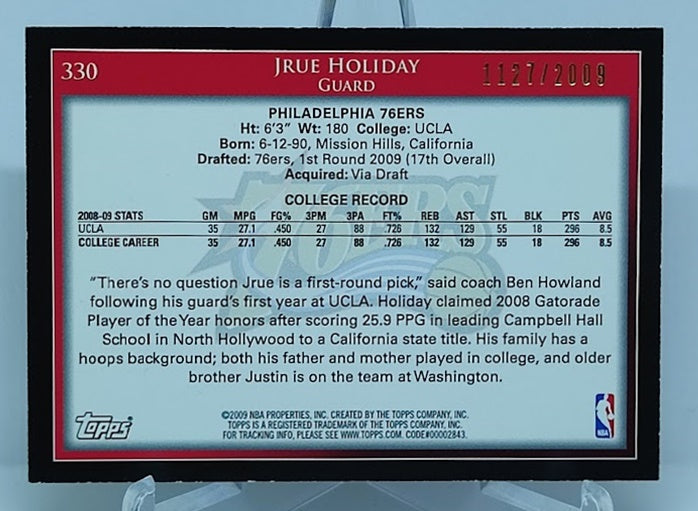 330
JRUE HOLIDAY
GUARD
1127/2009
PHILADELPHIA 76ERS
Ht: 6'3" Wt: 180 College: UCLA
Born: 6-12-90, Mission Hills, California
Drafted: 76ers, 1st Round 2009 (17th Overall)
Acquired: Via Draft
COLLEGE RECORD
2008-09 STATS GM MPG FG% 3PM 3PA FT% REB AST STL BLK PTS AVG
UCLA 35 27.1 .450 27 88 .726 132 129 55 18 296 8.5
COLLEGE CAREER 35 27.1 .450 27 88 .726 132 129 55 18 296 8.5
"There's no question Jrue is a first-round pick," said coach Ben Howland
following his guard's first year at UCLA. Holiday claimed 2008 Gatorade
Player of the Year honors after scoring 25.9 PPG in leading Campbell Hall
School in North Hollywood to a California state title. His family has a
hoops background; both his father and mother played in college, and older
brother Justin is on the team at Washington.
Topps
©2009 NBA PROPERTIES, INC. CREATED BY THE TOPPS COMPANY, INC.
TOPPS IS A REGISTERED TRADEMARK OF THE TOPPS COMPANY, INC.
FOR TRACKING INFO, PLEASE SEE WWW.TOPPS.COM. CODE#00002843.
NBA
76ERS